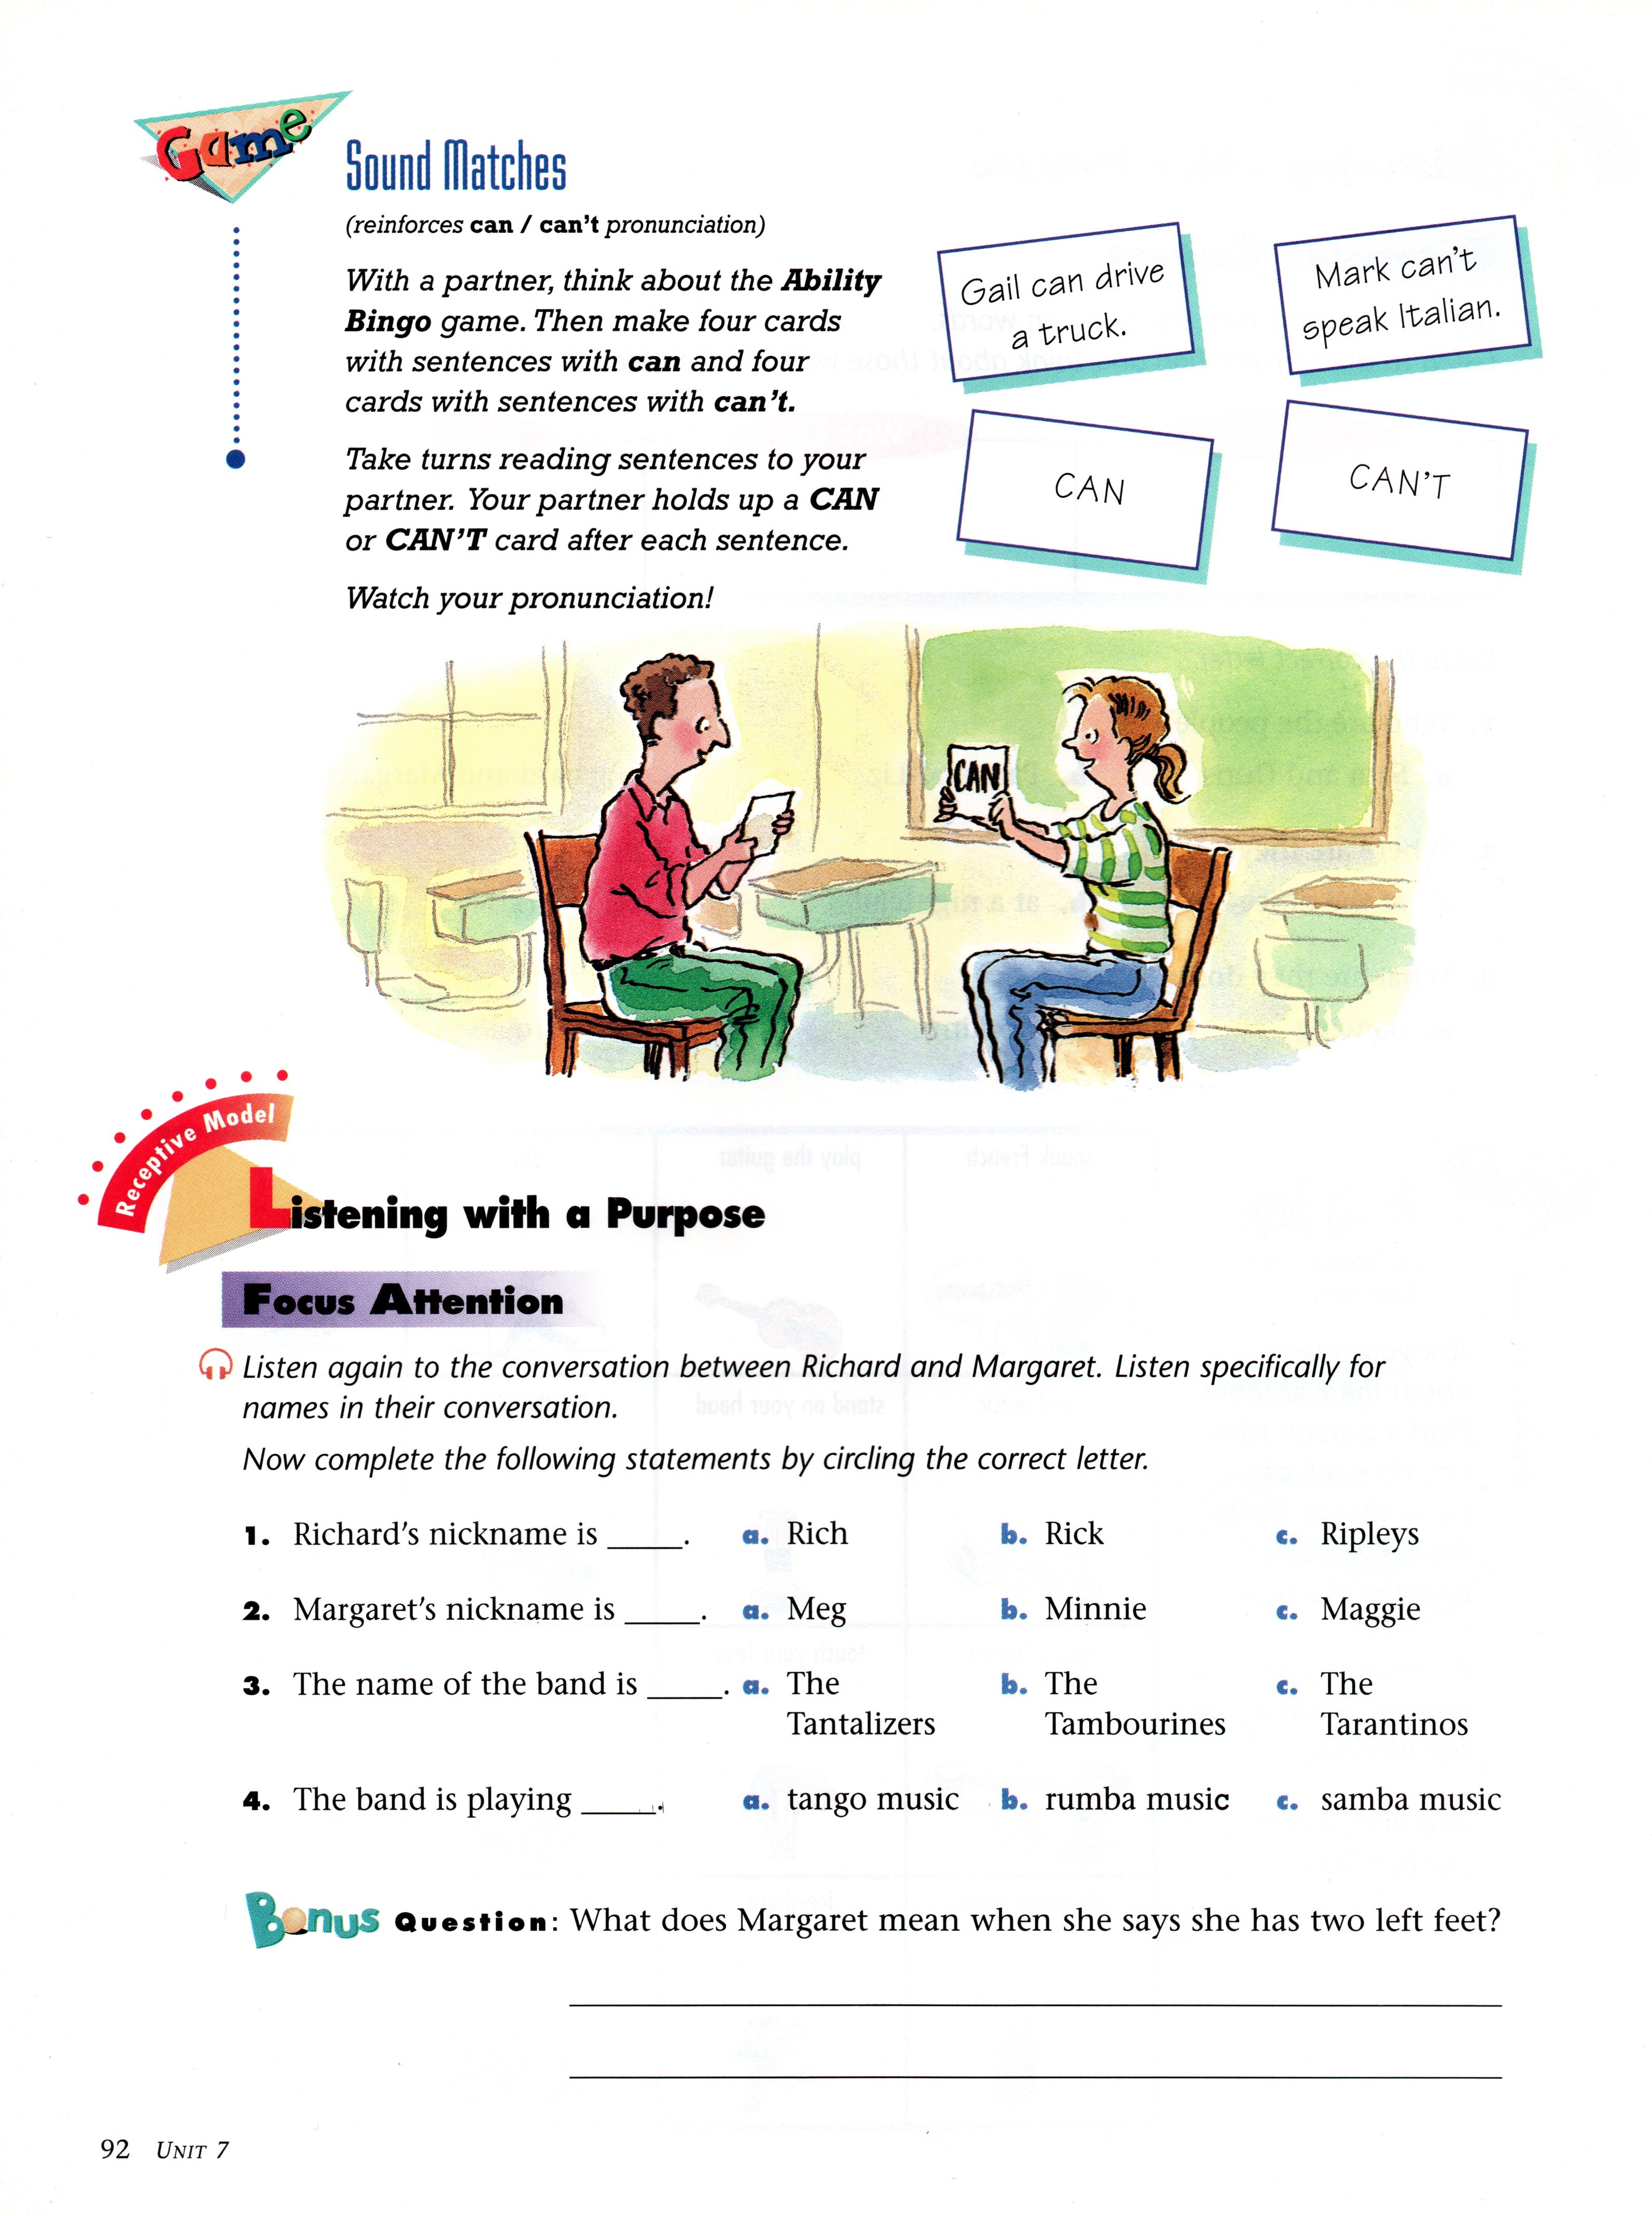 Game
Sound Matches
(reinforces can / can't pronunciation)
With a partner, think about the Ability
Bingo game. Then make four cards
with sentences with can and four
cards with sentences with can't.
Take turns reading sentences to your
partner. Your partner holds up a CAN
or CAN'T card after each sentence.
Watch your pronunciation!
Gail can drive
a truck.
Mark can't
speak Italian.
CAN
CAN'T
CAN
Receptive Model
Listening with a Purpose
Focus Attention
Listen again to the conversation between Richard and Margaret. Listen specifically for
names in their conversation.
Now complete the following statements by circling the correct letter.
1. Richard's nickname is _____. a. Rich b. Rick c. Ripleys
2. Margaret's nickname is _____. a. Meg b. Minnie c. Maggie
3. The name of the band is _____. a. The b. The c. The
Tantalizers Tambourines Tarantinos
4. The band is playing _____. a. tango music b. rumba music c. samba music
Bonus Question: What does Margaret mean when she says she has two left feet?
92 UNIT 7